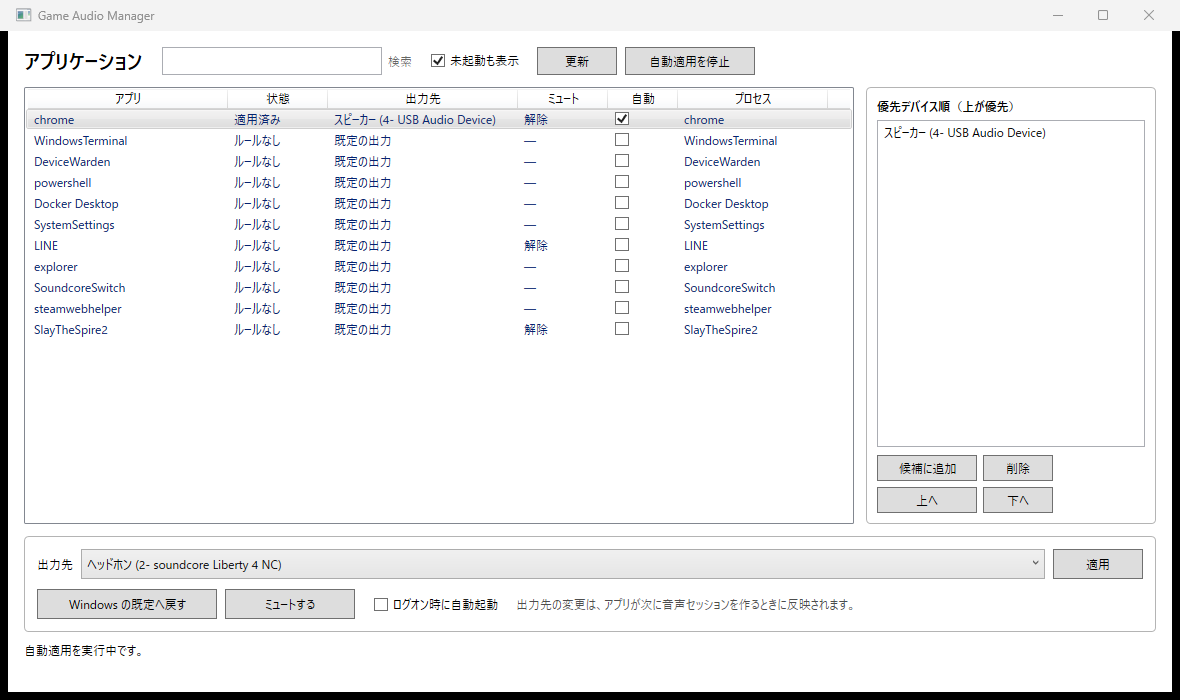 Game Audio Manager
アプリケーション 検索 未起動も表示 更新 自動適用を停止
アプリ 状態 出力先 ミュート 自動 プロセス
chrome 適用済み スピーカー (4- USB Audio Device) 解除 chrome
WindowsTerminal ルールなし 既定の出力 — WindowsTerminal
DeviceWarden ルールなし 既定の出力 — DeviceWarden
powershell ルールなし 既定の出力 — powershell
Docker Desktop ルールなし 既定の出力 — Docker Desktop
SystemSettings ルールなし 既定の出力 — SystemSettings
LINE ルールなし 既定の出力 解除 LINE
explorer ルールなし 既定の出力 — explorer
SoundcoreSwitch ルールなし 既定の出力 — SoundcoreSwitch
steamwebhelper ルールなし 既定の出力 — steamwebhelper
SlayTheSpire2 ルールなし 既定の出力 解除 SlayTheSpire2
優先デバイス順（上が優先）
スピーカー (4- USB Audio Device)
候補に追加 削除
上へ 下へ
出力先 ヘッドホン (2- soundcore Liberty 4 NC) 適用
Windows の既定へ戻す ミュートする ログオン時に自動起動 出力先の変更は、アプリが次に音声セッションを作るときに反映されます。
自動適用を実行中です。